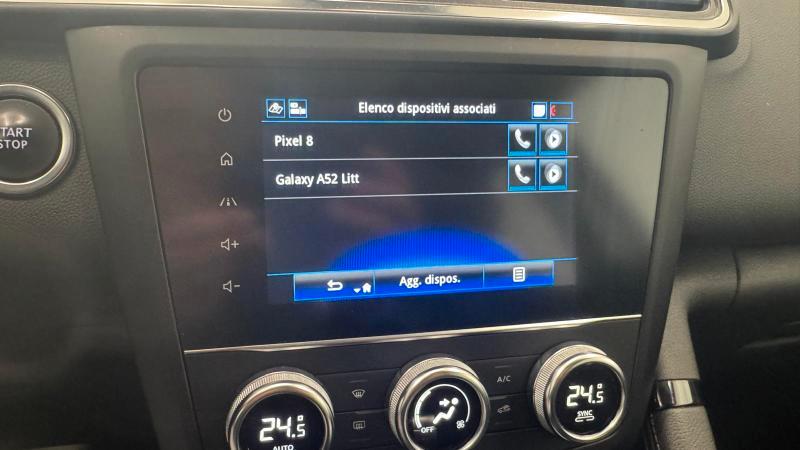 Elenco dispositivi associati
Pixel 8
Galaxy A52 Litt
Agg. dispos.
START
STOP
A/C
24.5
AUTO
OFF
24.5
SYNC